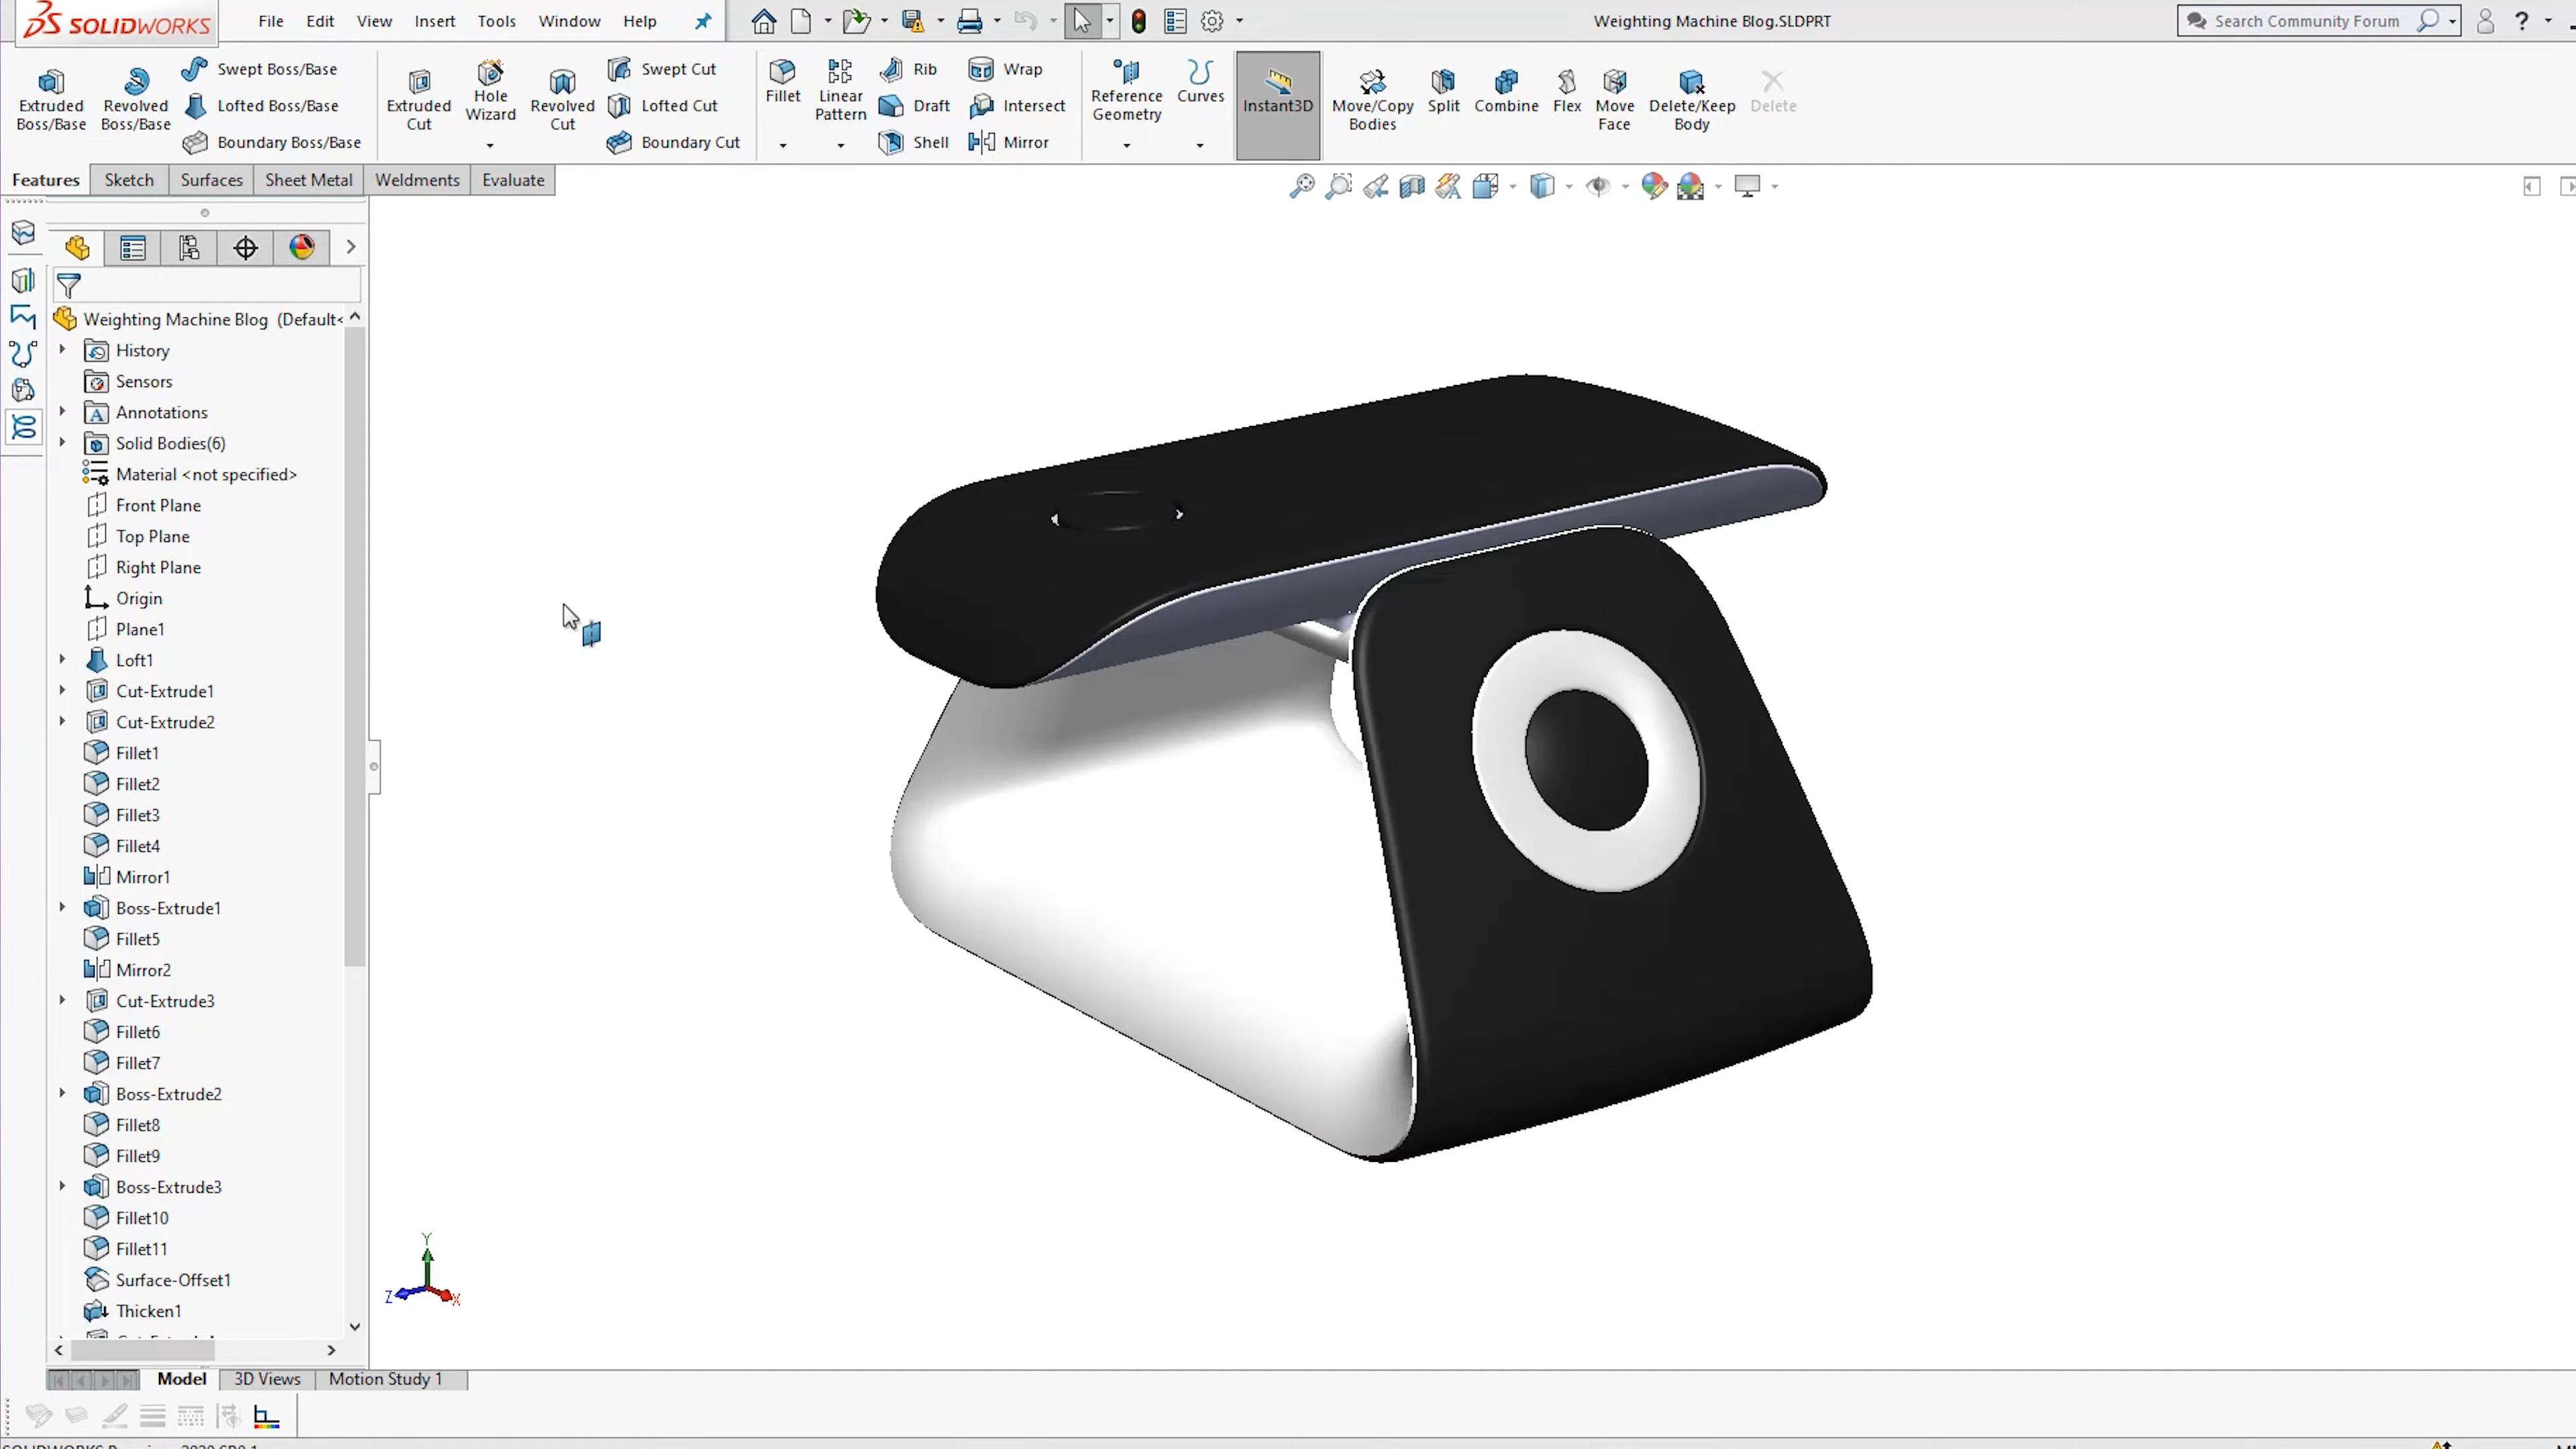 SOLIDWORKS
File Edit View Insert Tools Window Help
Weighting Machine Blog.SLDPRT
Search Community Forum
?
Extruded Boss/Base
Revolved Boss/Base
Swept Boss/Base
Lofted Boss/Base
Boundary Boss/Base
Extruded Cut
Hole Wizard
Revolved Cut
Swept Cut
Lofted Cut
Boundary Cut
Fillet
Linear Pattern
Rib
Draft
Shell
Wrap
Intersect
Mirror
Reference Geometry
Curves
Instant3D
Move/Copy Bodies
Split
Combine
Flex
Move Face
Delete/Keep Body
Delete
Features Sketch Surfaces Sheet Metal Weldments Evaluate
Weighting Machine Blog (Default<
History
Sensors
Annotations
Solid Bodies(6)
Material <not specified>
Front Plane
Top Plane
Right Plane
Origin
Plane1
Loft1
Cut-Extrude1
Cut-Extrude2
Fillet1
Fillet2
Fillet3
Fillet4
Mirror1
Boss-Extrude1
Fillet5
Mirror2
Cut-Extrude3
Fillet6
Fillet7
Boss-Extrude2
Fillet8
Fillet9
Boss-Extrude3
Fillet10
Fillet11
Surface-Offset1
Thicken1
Y
Z
X
Model 3D Views Motion Study 1